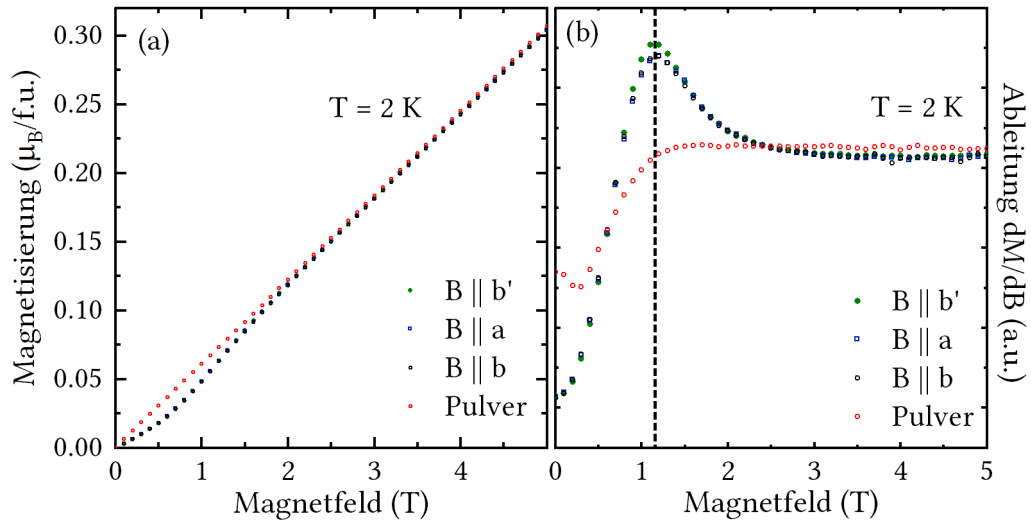 (a)
T = 2 K
Magnetisierung (μB/f.u.)
0.30
0.25
0.20
0.15
0.10
0.05
0.00
B || b'
B || a
B || b
Pulver
0 1 2 3 4
Magnetfeld (T)
(b)
T = 2 K
B || b'
B || a
B || b
Pulver
0 1 2 3 4 5
Magnetfeld (T)
Ableitung dM/dB (a.u.)